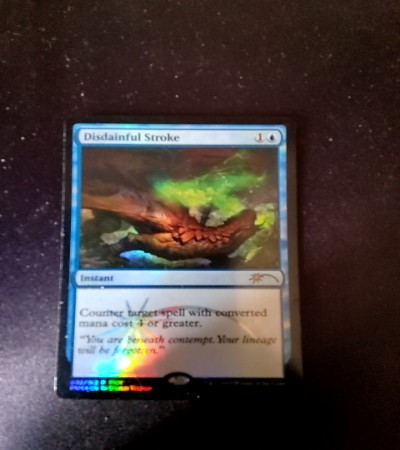 Disdainful Stroke 1
Instant
Counter target spell with converted
mana cost 4 or greater.
"You are beneath contempt. Your lineage
will be forgotten."